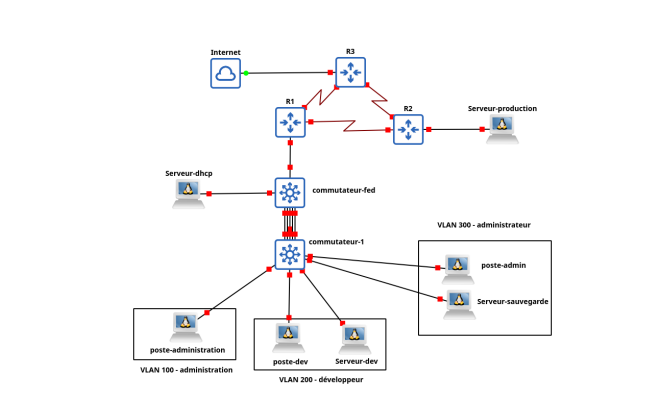 Internet
R3
R1
R2
Serveur-production
Serveur-dhcp
commutateur-fed
VLAN 300 - administrateur
commutateur-1
poste-admin
Serveur-sauvegarde
poste-administration
poste-dev
Serveur-dev
VLAN 100 - administration
VLAN 200 - développeur